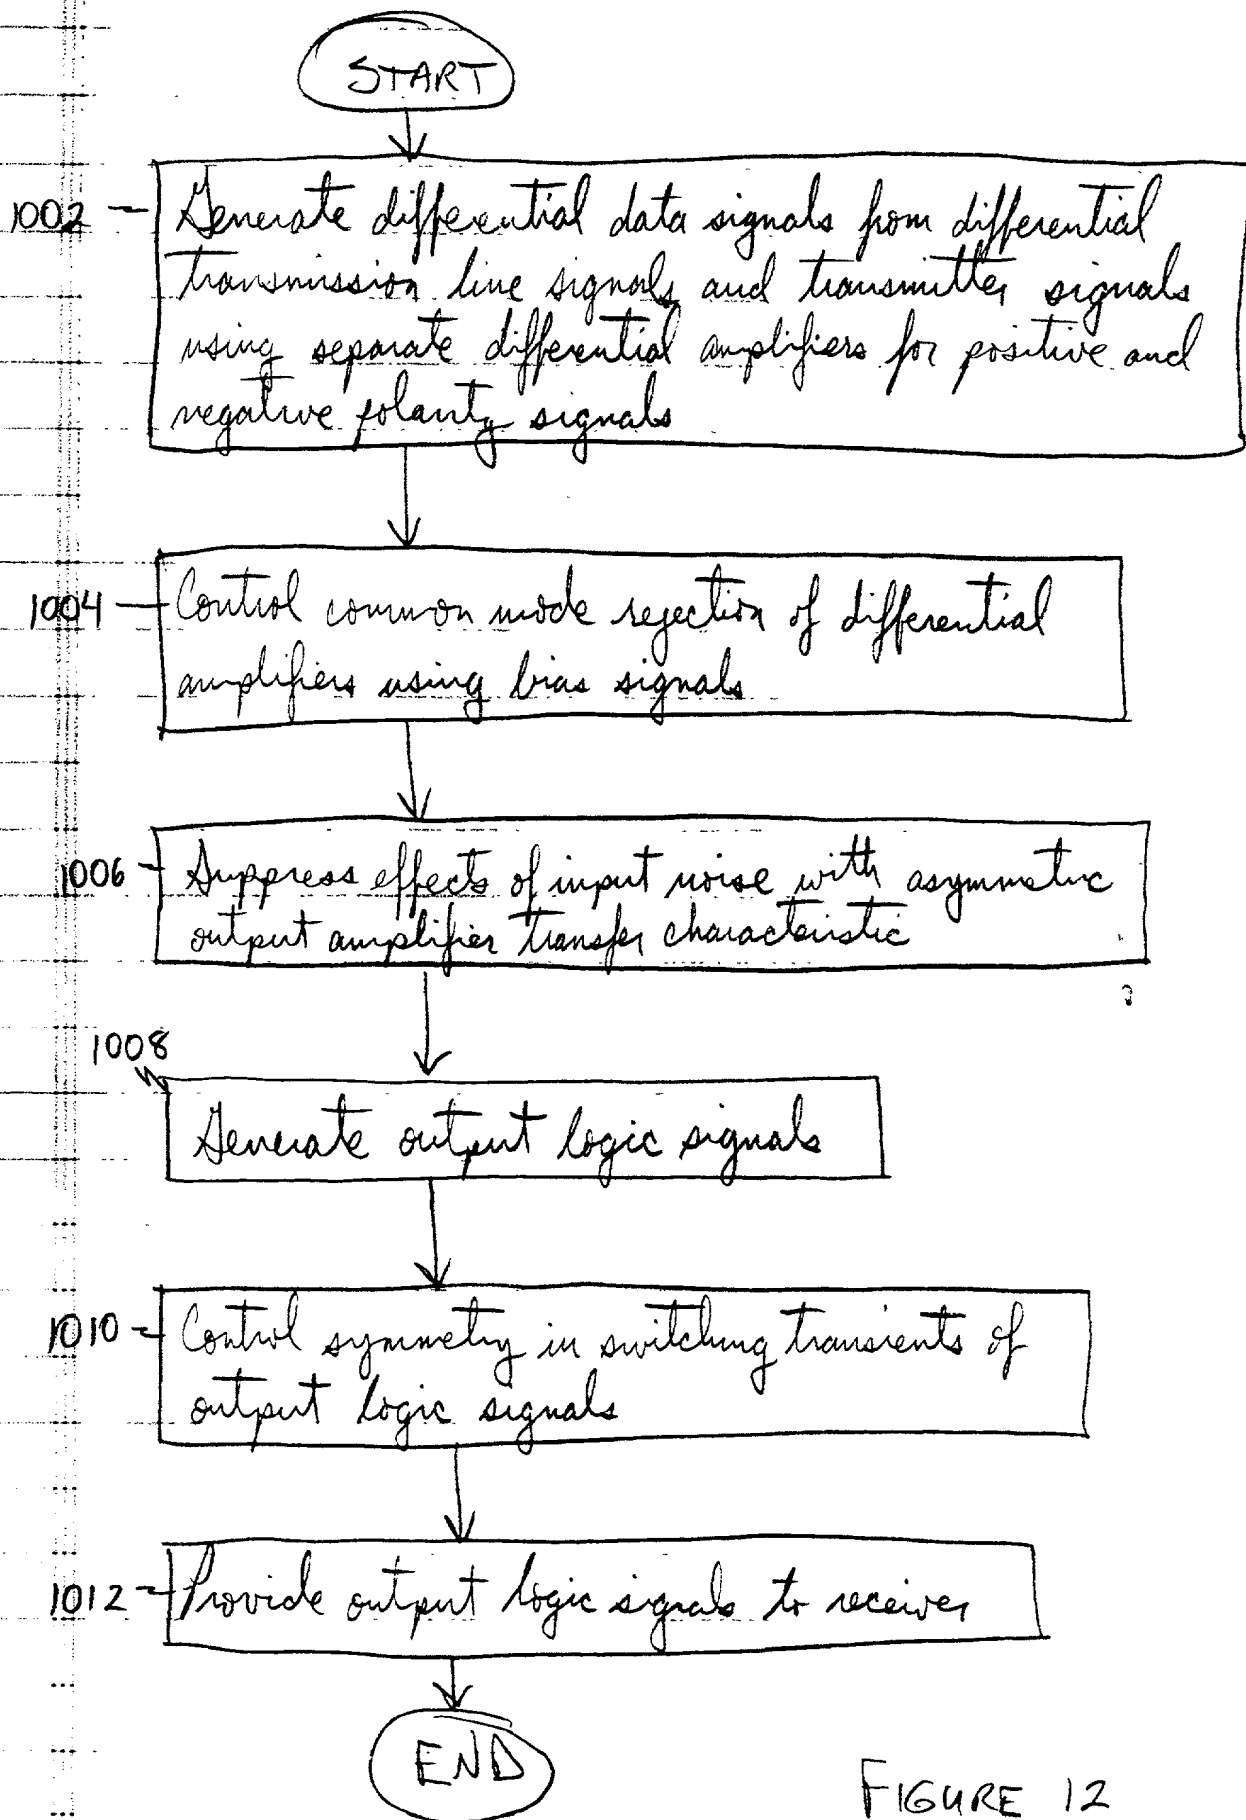 START
1002
Generate differential data signals from differential
transmission line signals and transmitter signals
using separate differential amplifiers for positive and
negative polarity signals
1004
Control common mode rejection of differential
amplifiers using bias signals
1006
Suppress effects of input noise with asymmetric
output amplifier transfer characteristic
1008
Generate output logic signals
1010
Control symmetry in switching transients of
output logic signals
1012
Provide output logic signals to receiver
END
FIGURE 12